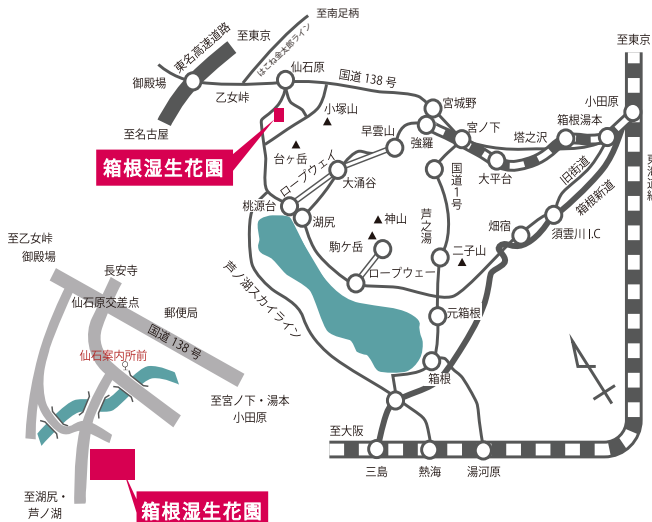 至南足柄
はこね金太郎ライン
至東京
東名高速道路
御殿場
乙女峠
至名古屋
仙石原
国道 138 号
至東京
小田原
宮城野
小塚山
早雲山
強羅
宮ノ下
塔之沢
箱根湯本
台ヶ岳
箱根湿生花園
ロープウェイ
大涌谷
国道1号
大平台
旧街道
箱根新道
桃源台
湖尻
神山
芦之湯
畑宿
須雲川 I.C
駒ケ岳
二子山
ロープウェー
芦ノ湖スカイライン
元箱根
箱根
至大阪
三島
熱海
湯河原
至乙女峠
御殿場
長安寺
仙石原交差点
郵便局
国道 138 号
仙石案内所前
至宮ノ下・湯本
小田原
至湖尻・
芦ノ湖
箱根湿生花園